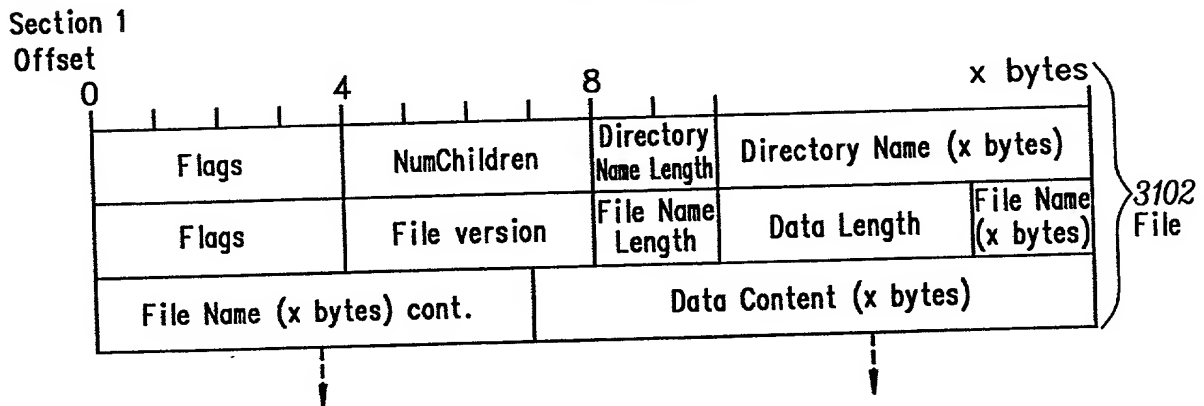 Section 1
Offset
0 4 8 x bytes
Flags NumChildren Directory Name Length Directory Name (x bytes)
Flags File version File Name Length Data Length File Name (x bytes)
File Name (x bytes) cont. Data Content (x bytes)
3102
File